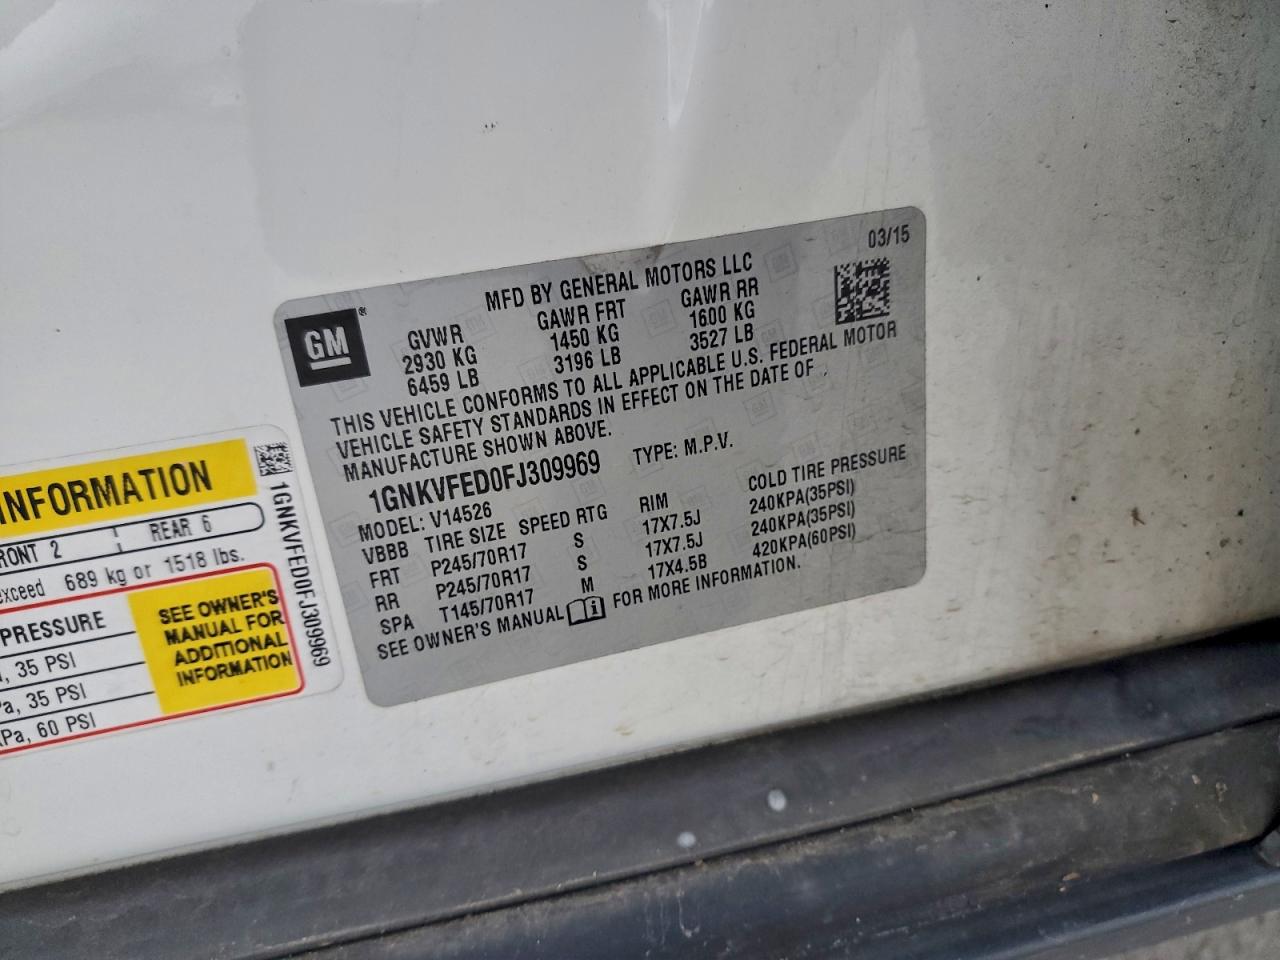 03/15
MFD BY GENERAL MOTORS LLC
GM®
GVWR GAWR FRT GAWR RR
2930 KG 1450 KG 1600 KG
6459 LB 3196 LB 3527 LB
THIS VEHICLE CONFORMS TO ALL APPLICABLE U.S. FEDERAL MOTOR
VEHICLE SAFETY STANDARDS IN EFFECT ON THE DATE OF
MANUFACTURE SHOWN ABOVE.
1GNKVFED0FJ309969 TYPE: M.P.V.
MODEL: V14526
VBBB TIRE SIZE SPEED RTG RIM COLD TIRE PRESSURE
FRT P245/70R17 S 17X7.5J 240KPA(35PSI)
RR P245/70R17 S 17X7.5J 240KPA(35PSI)
SPA T145/70R17 M 17X4.5B 420KPA(60PSI)
SEE OWNER'S MANUAL FOR MORE INFORMATION.
INFORMATION
RONT 2 REAR 6
exceed 689 kg or 1518 lbs.
PRESSURE
, 35 PSI
Pa, 35 PSI
kPa, 60 PSI
SEE OWNER'S
MANUAL FOR
ADDITIONAL
INFORMATION
1GNKVFED0FJ309969